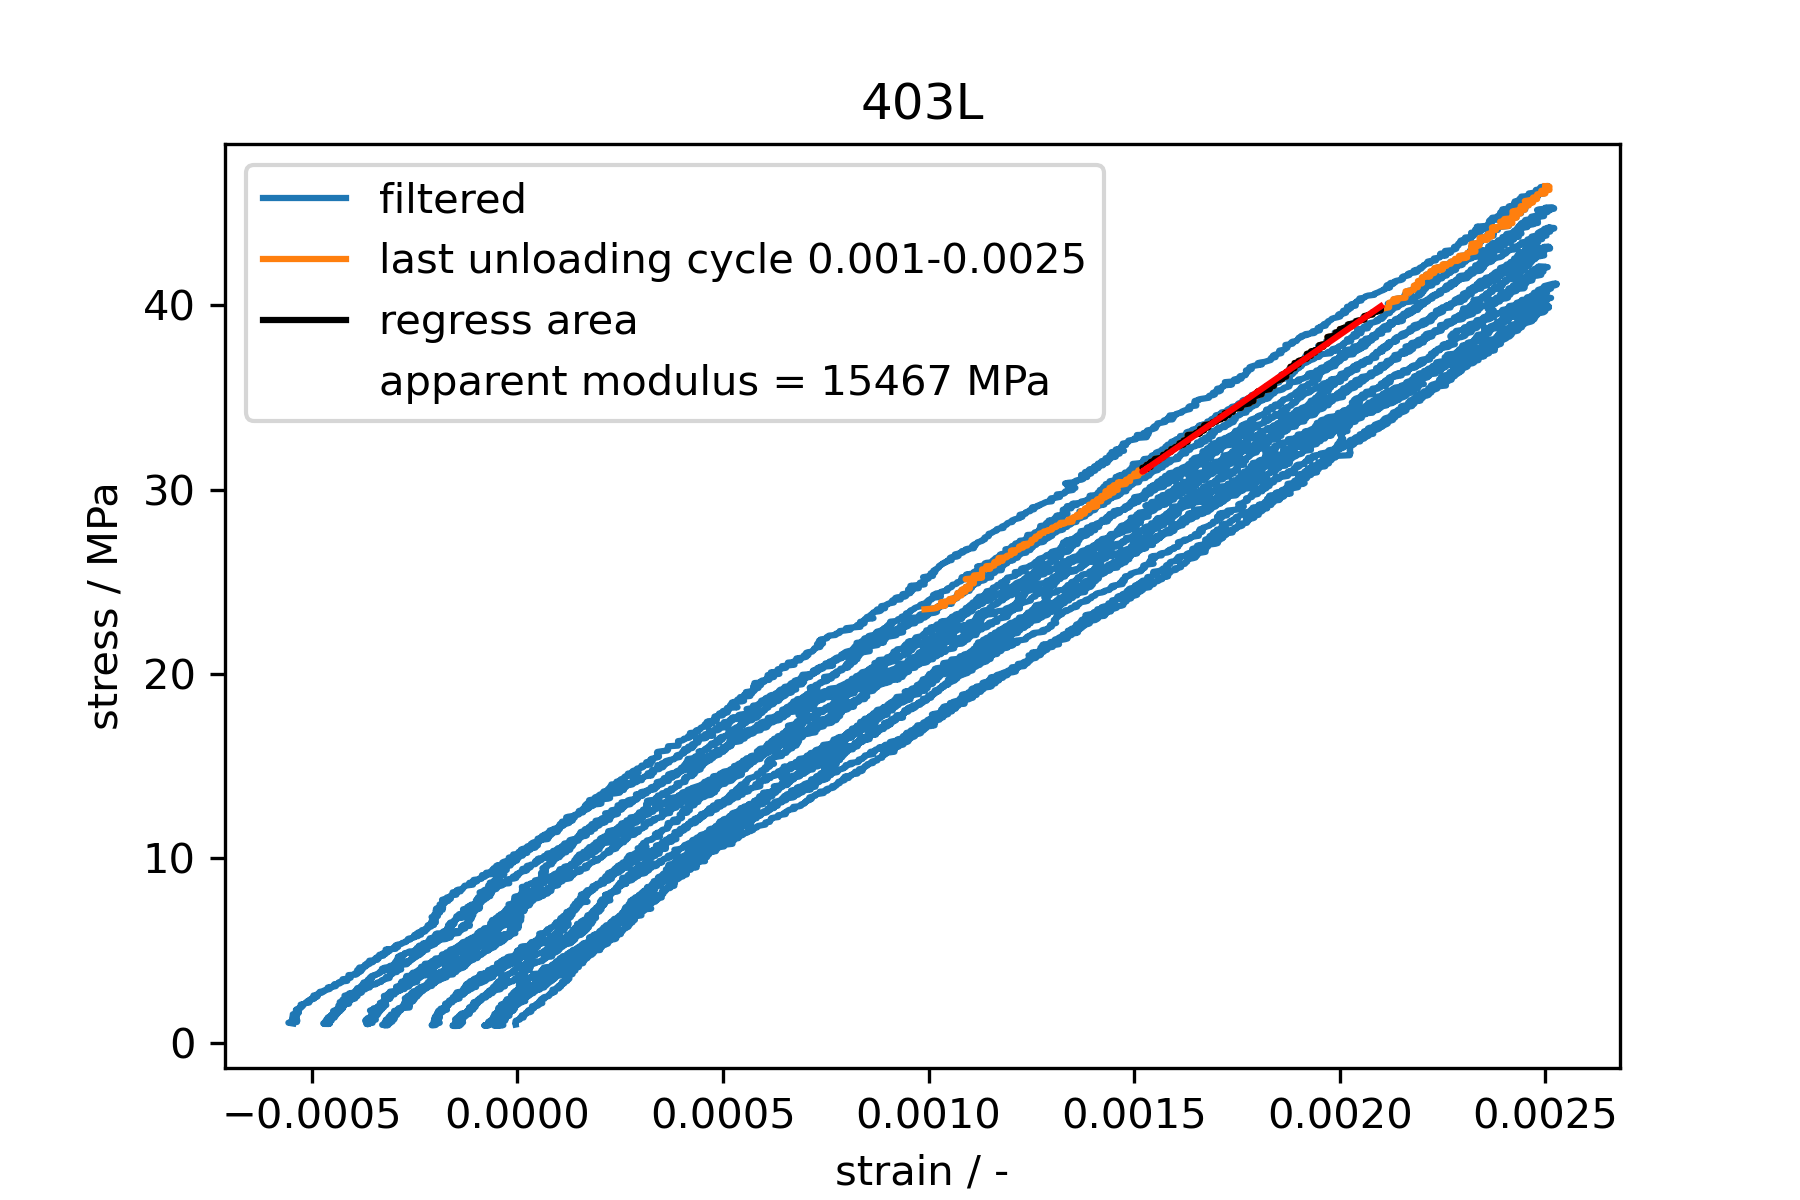 403L
filtered
last unloading cycle 0.001-0.0025
regress area
apparent modulus = 15467 MPa
stress / MPa
40
30
20
10
0
−0.0005 0.0000 0.0005 0.0010 0.0015 0.0020 0.0025
strain / -